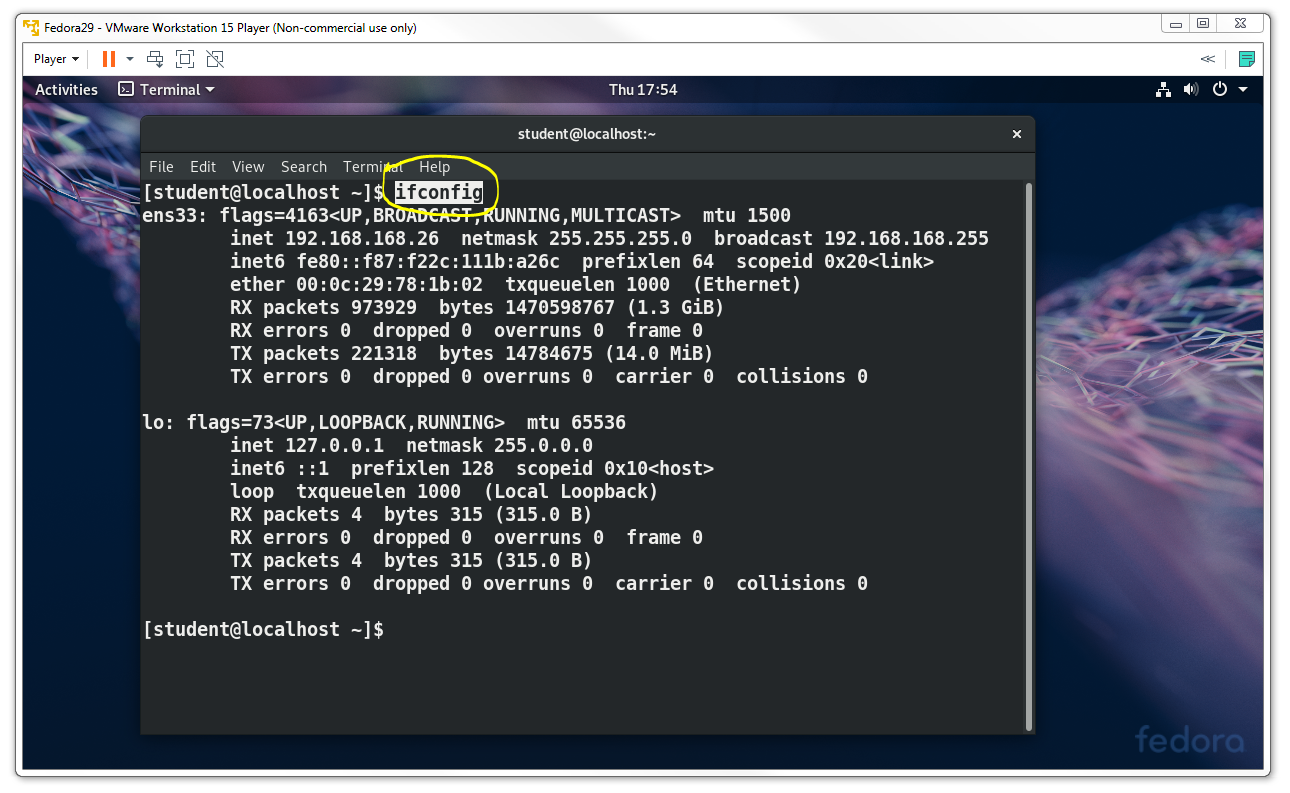 Fedora29 - VMware Workstation 15 Player (Non-commercial use only)
Player
Activities Terminal Thu 17:54
student@localhost:~
File Edit View Search Terminal Help
[student@localhost ~]$ ifconfig
ens33: flags=4163<UP,BROADCAST,RUNNING,MULTICAST>  mtu 1500
        inet 192.168.168.26  netmask 255.255.255.0  broadcast 192.168.168.255
        inet6 fe80::f87:f22c:111b:a26c  prefixlen 64  scopeid 0x20<link>
        ether 00:0c:29:78:1b:02  txqueuelen 1000  (Ethernet)
        RX packets 973929  bytes 1470598767 (1.3 GiB)
        RX errors 0  dropped 0  overruns 0  frame 0
        TX packets 221318  bytes 14784675 (14.0 MiB)
        TX errors 0  dropped 0 overruns 0  carrier 0  collisions 0
lo: flags=73<UP,LOOPBACK,RUNNING>  mtu 65536
        inet 127.0.0.1  netmask 255.0.0.0
        inet6 ::1  prefixlen 128  scopeid 0x10<host>
        loop  txqueuelen 1000  (Local Loopback)
        RX packets 4  bytes 315 (315.0 B)
        RX errors 0  dropped 0  overruns 0  frame 0
        TX packets 4  bytes 315 (315.0 B)
        TX errors 0  dropped 0 overruns 0  carrier 0  collisions 0
[student@localhost ~]$
fedora